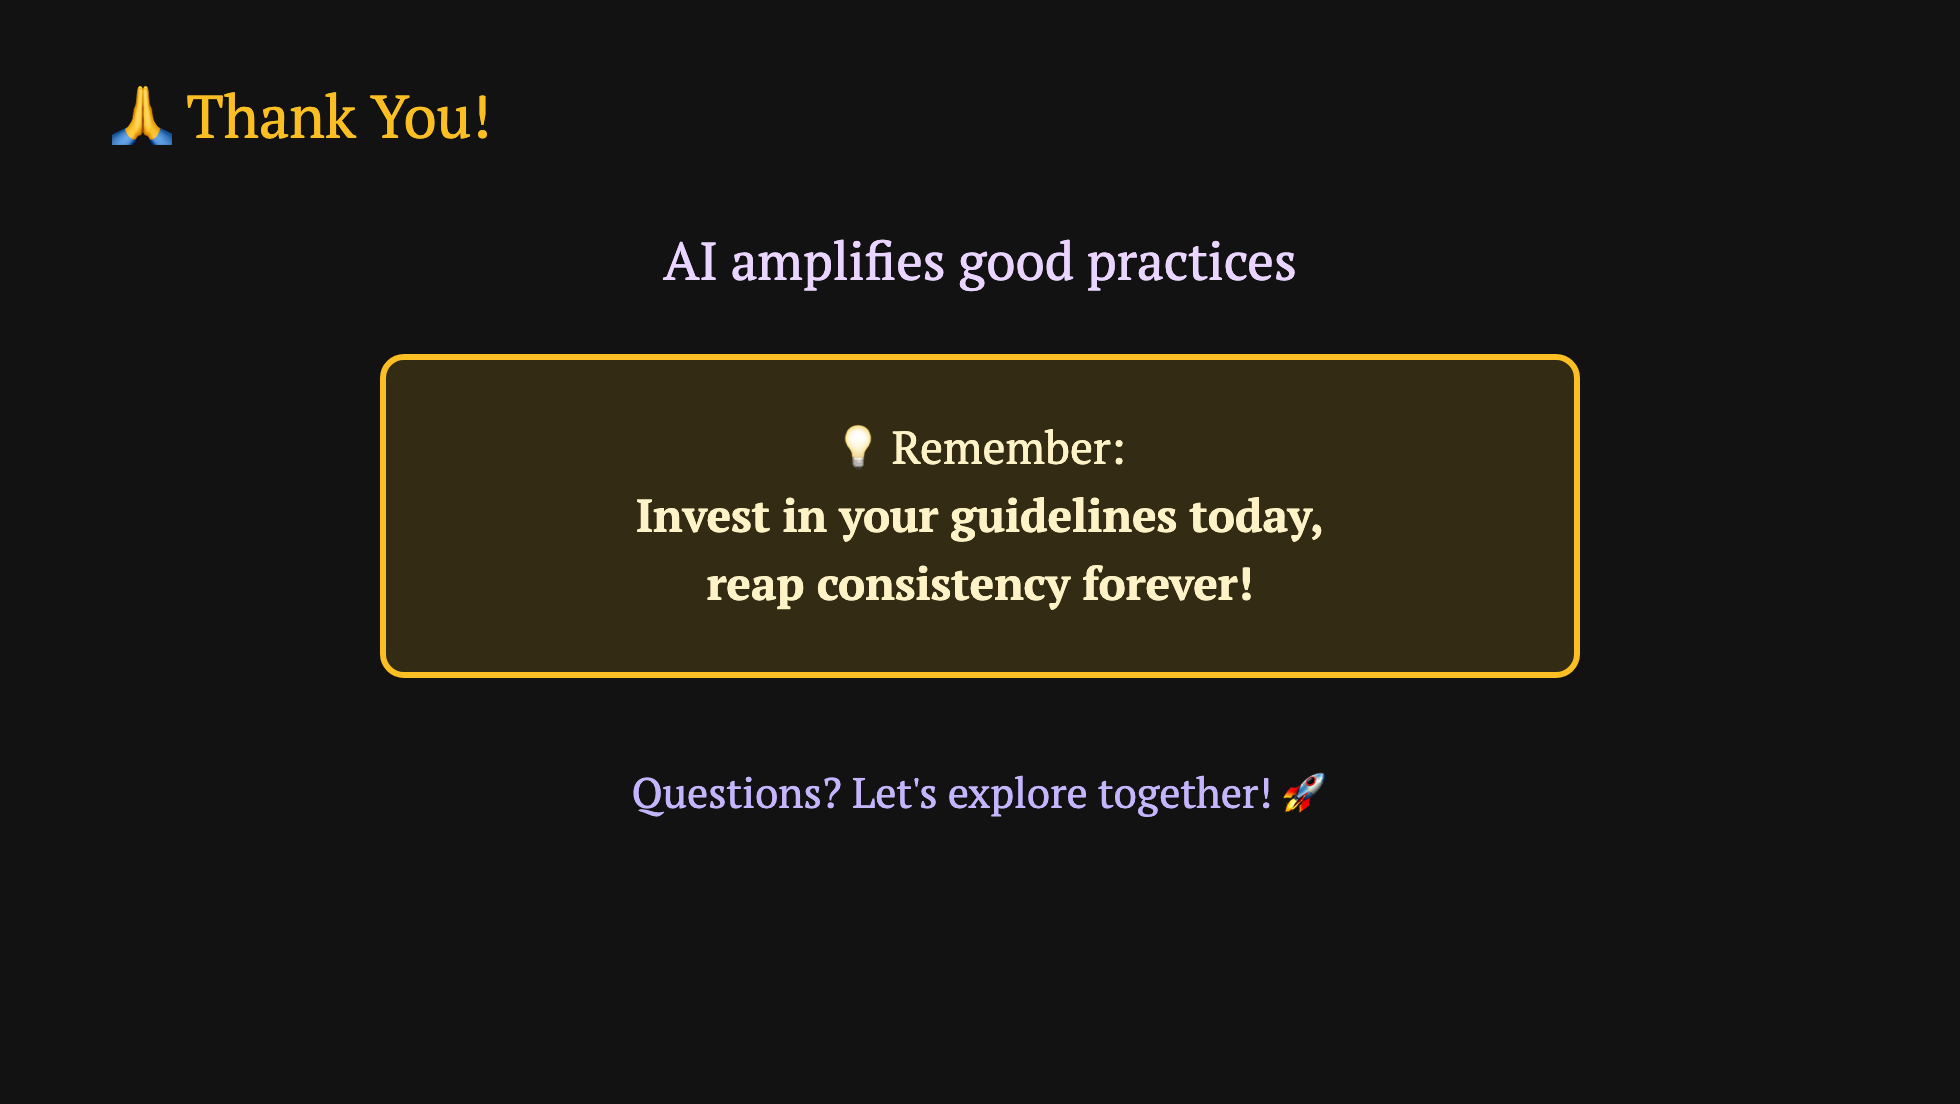 🙏 Thank You!
AI amplifies good practices
💡 Remember:
Invest in your guidelines today,
reap consistency forever!
Questions? Let's explore together! 🚀